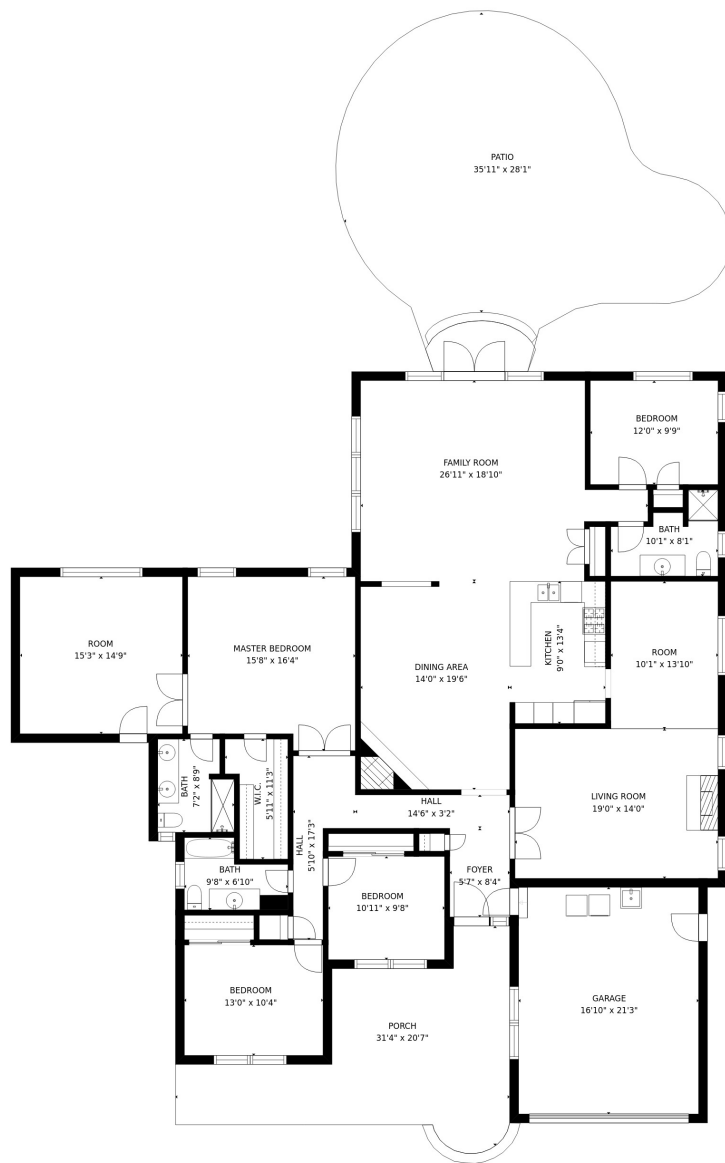 PATIO
35'11" x 28'1"
BEDROOM
12'0" x 9'9"
FAMILY ROOM
26'11" x 18'10"
BATH
10'1" x 8'1"
ROOM
15'3" x 14'9"
MASTER BEDROOM
15'8" x 16'4"
DINING AREA
14'0" x 19'6"
KITCHEN
9'0" x 13'4"
ROOM
10'1" x 13'10"
BATH
7'2" x 8'9"
W.I.C.
5'11" x 11'3"
LIVING ROOM
19'0" x 14'0"
HALL
14'6" x 3'2"
HALL
5'10" x 17'3"
BATH
9'8" x 6'10"
FOYER
5'7" x 8'4"
BEDROOM
10'11" x 9'8"
BEDROOM
13'0" x 10'4"
GARAGE
16'10" x 21'3"
PORCH
31'4" x 20'7"